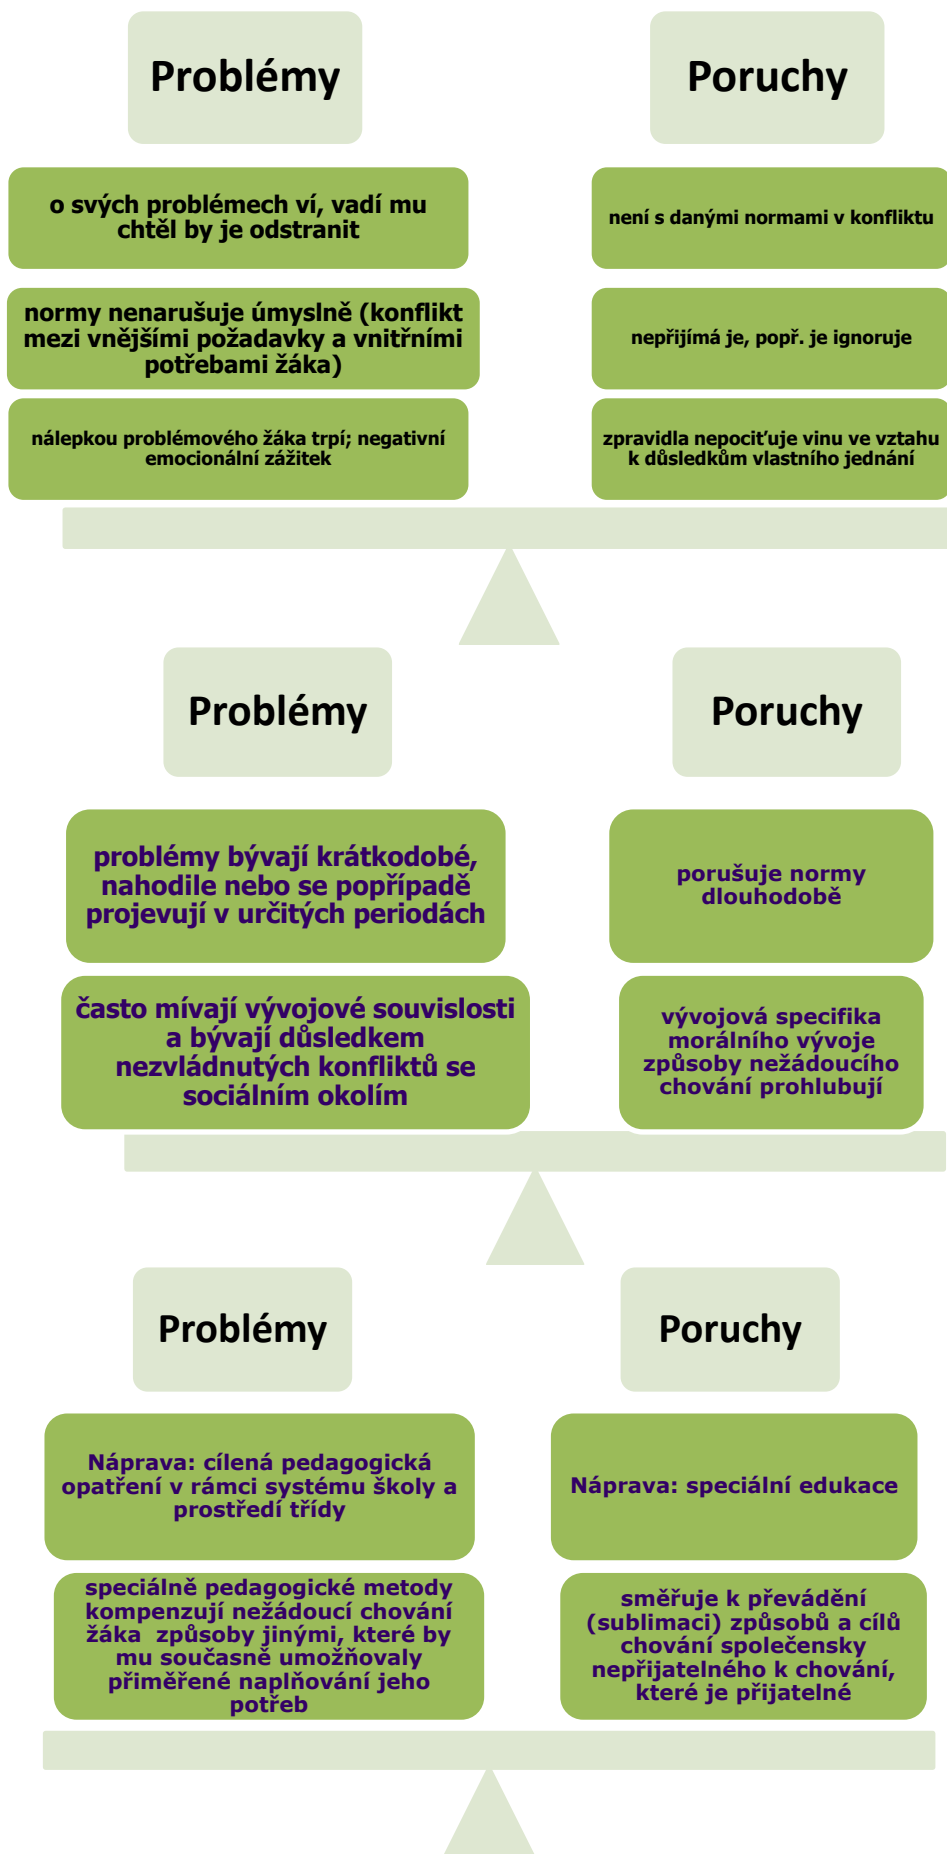 Problémy
Poruchy
o svých problémech ví, vadí mu
chtěl by je odstranit
není s danými normami v konfliktu
normy nenarušuje úmyslně (konflikt
mezi vnějšími požadavky a vnitřními
potřebami žáka)
nepřijímá je, popř. je ignoruje
nálepkou problémového žáka trpí; negativní
emocionální zážitek
zpravidla nepociťuje vinu ve vztahu
k důsledkům vlastního jednání
Problémy
Poruchy
problémy bývají krátkodobé,
nahodile nebo se popřípadě
projevují v určitých periodách
porušuje normy
dlouhodobě
často mívají vývojové souvislosti
a bývají důsledkem
nezvládnutých konfliktů se
sociálním okolím
vývojová specifika
morálního vývoje
způsoby nežádoucího
chování prohlubují
Problémy
Poruchy
Náprava: cílená pedagogická
opatření v rámci systému školy a
prostředí třídy
Náprava: speciální edukace
speciálně pedagogické metody
kompenzují nežádoucí chování
žáka způsoby jinými, které by
mu současně umožňovaly
přiměřené naplňování jeho
potřeb
směřuje k převádění
(sublimaci) způsobů a cílů
chování společensky
nepřijatelného k chování,
které je přijatelné